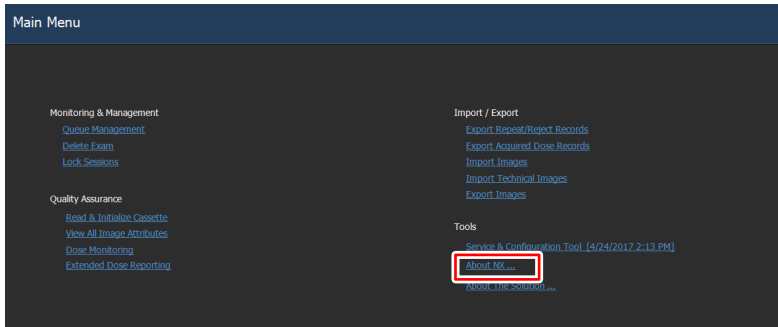 Main Menu
Monitoring & Management
Queue Management
Delete Exam
Lock Sessions
Quality Assurance
Read & Initialize Cassette
View All Image Attributes
Dose Monitoring
Extended Dose Reporting
Import / Export
Export Repeat/Reject Records
Export Acquired Dose Records
Import Images
Import Technical Images
Export Images
Tools
Service & Configuration Tool [4/24/2017 2:13 PM]
About NX ...
About The Solution ...